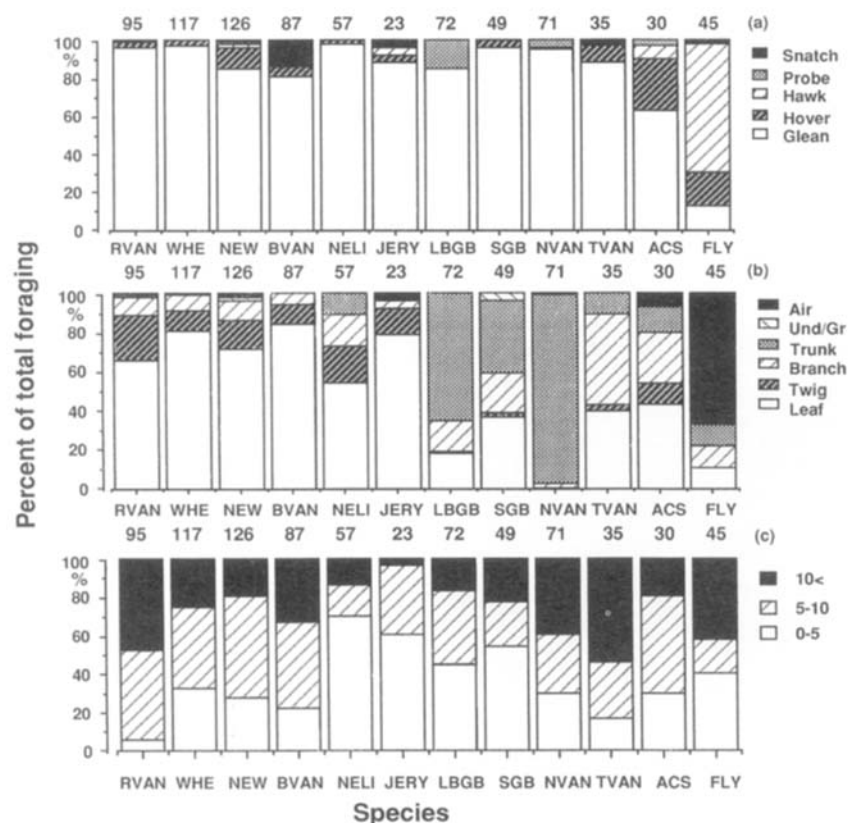 95 117 126 87 57 23 72 49 71 35 30 45 (a)
100
%
80
60
40
20
0
Snatch
Probe
Hawk
Hover
Glean
RVAN WHE NEW BVAN NELI JERY LBGB SGB NVAN TVAN ACS FLY
95 117 126 87 57 23 72 49 71 35 30 45 (b)
100
%
80
60
40
20
0
Air
Und/Gr
Trunk
Branch
Twig
Leaf
RVAN WHE NEW BVAN NELI JERY LBGB SGB NVAN TVAN ACS FLY
95 117 126 87 57 23 72 49 71 35 30 45 (c)
100
%
80
60
40
20
0
10<
5-10
0-5
RVAN WHE NEW BVAN NELI JERY LBGB SGB NVAN TVAN ACS FLY
Species
Percent of total foraging